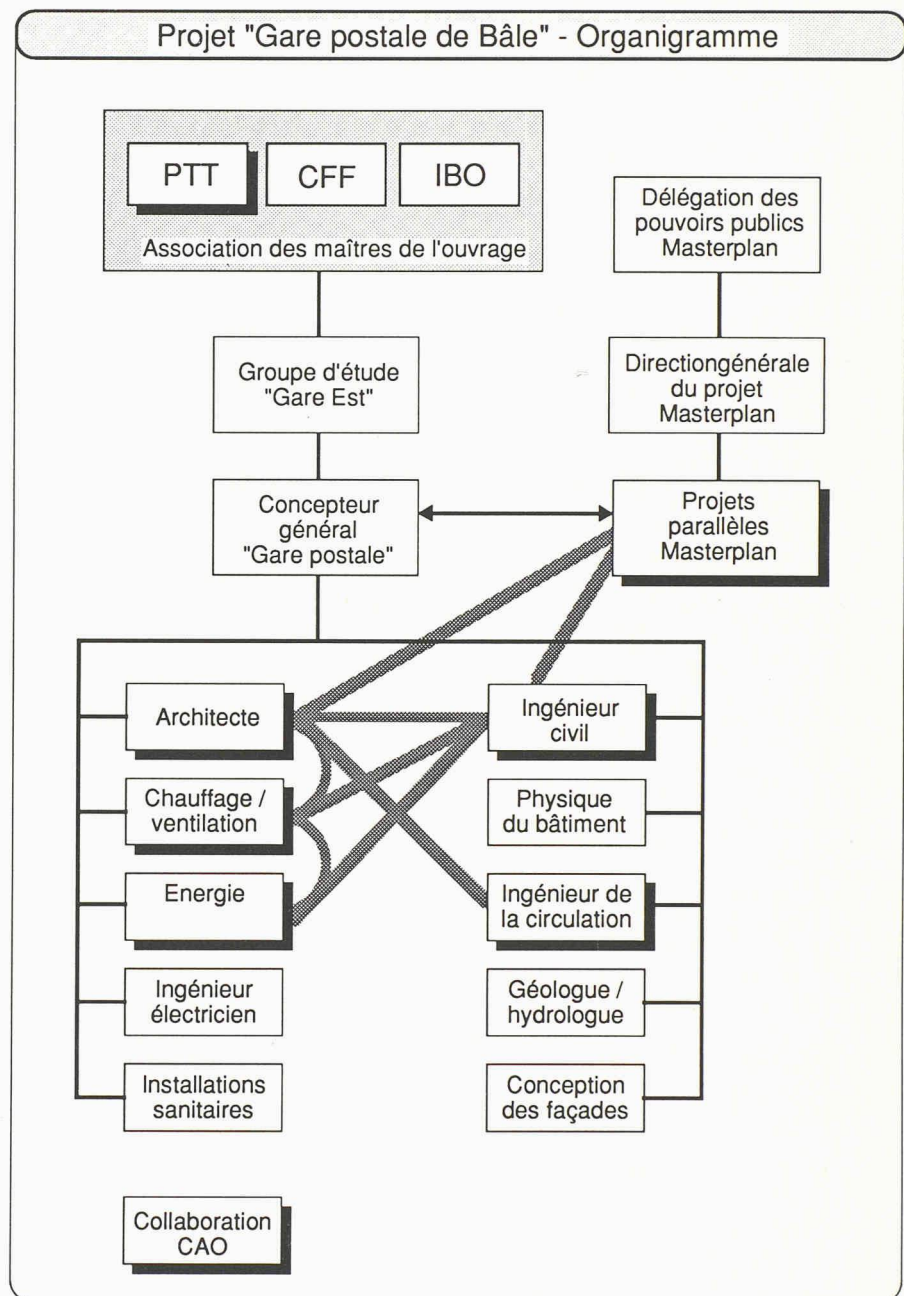 Projet "Gare postale de Bâle" - Organigramme
PTT
CFF
IBO
Association des maîtres de l'ouvrage
Délégation des
pouvoirs publics
Masterplan
Groupe d'étude
"Gare Est"
Directiongénérale
du projet
Masterplan
Concepteur
général
"Gare postale"
Projets
parallèles
Masterplan
Architecte
Chauffage /
ventilation
Energie
Ingénieur
électricien
Installations
sanitaires
Ingénieur
civil
Physique
du bâtiment
Ingénieur de
la circulation
Géologue /
hydrologue
Conception
des façades
Collaboration
CAO